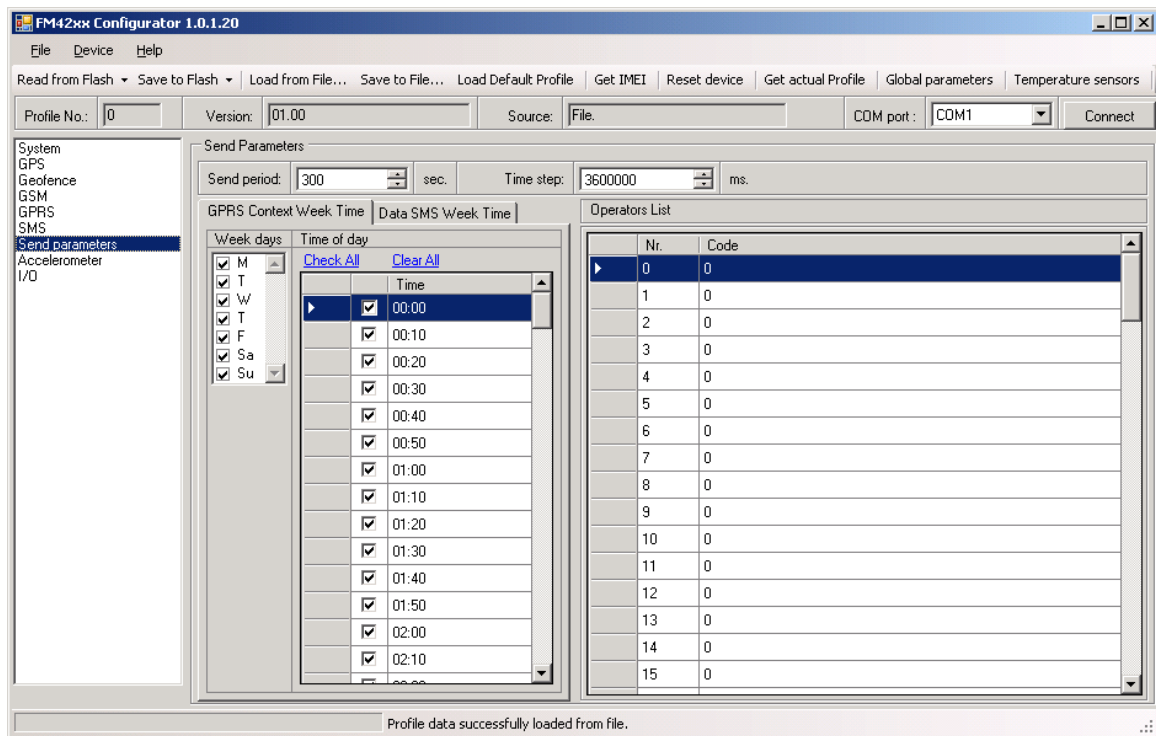 FM42xx Configurator 1.0.1.20
File Device Help
Read from Flash Save to Flash Load from File... Save to File... Load Default Profile Get IMEI Reset device Get actual Profile Global parameters Temperature sensors
Profile No.: 0 Version: 01.00 Source: File. COM port : COM1 Connect
System
GPS
Geofence
GSM
GPRS
SMS
Send parameters
Accelerometer
I/O
Send Parameters
Send period: 300 sec. Time step: 3600000 ms.
GPRS Context Week Time Data SMS Week Time
Week days
M
T
W
T
F
Sa
Su
Time of day
Check All Clear All
Time
00:00
00:10
00:20
00:30
00:40
00:50
01:00
01:10
01:20
01:30
01:40
01:50
02:00
02:10
Operators List
Nr. Code
0 0
1 0
2 0
3 0
4 0
5 0
6 0
7 0
8 0
9 0
10 0
11 0
12 0
13 0
14 0
15 0
Profile data successfully loaded from file.